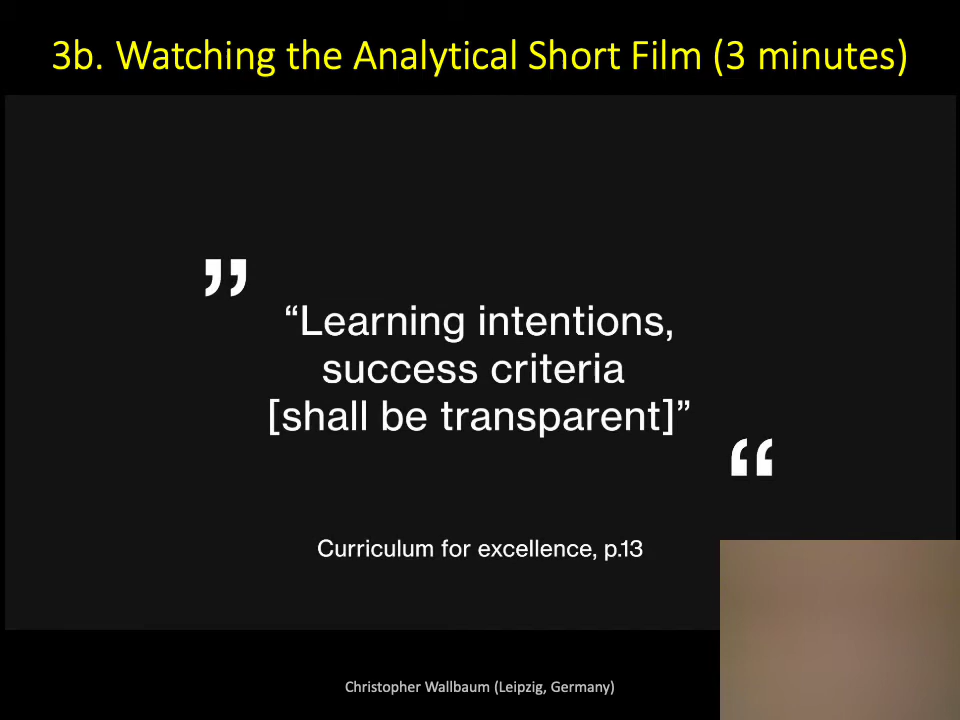 3b. Watching the Analytical Short Film (3 minutes)
”
“Learning intentions,
success criteria
[shall be transparent]”
“
Curriculum for excellence, p.13
Christopher Wallbaum (Leipzig, Germany)